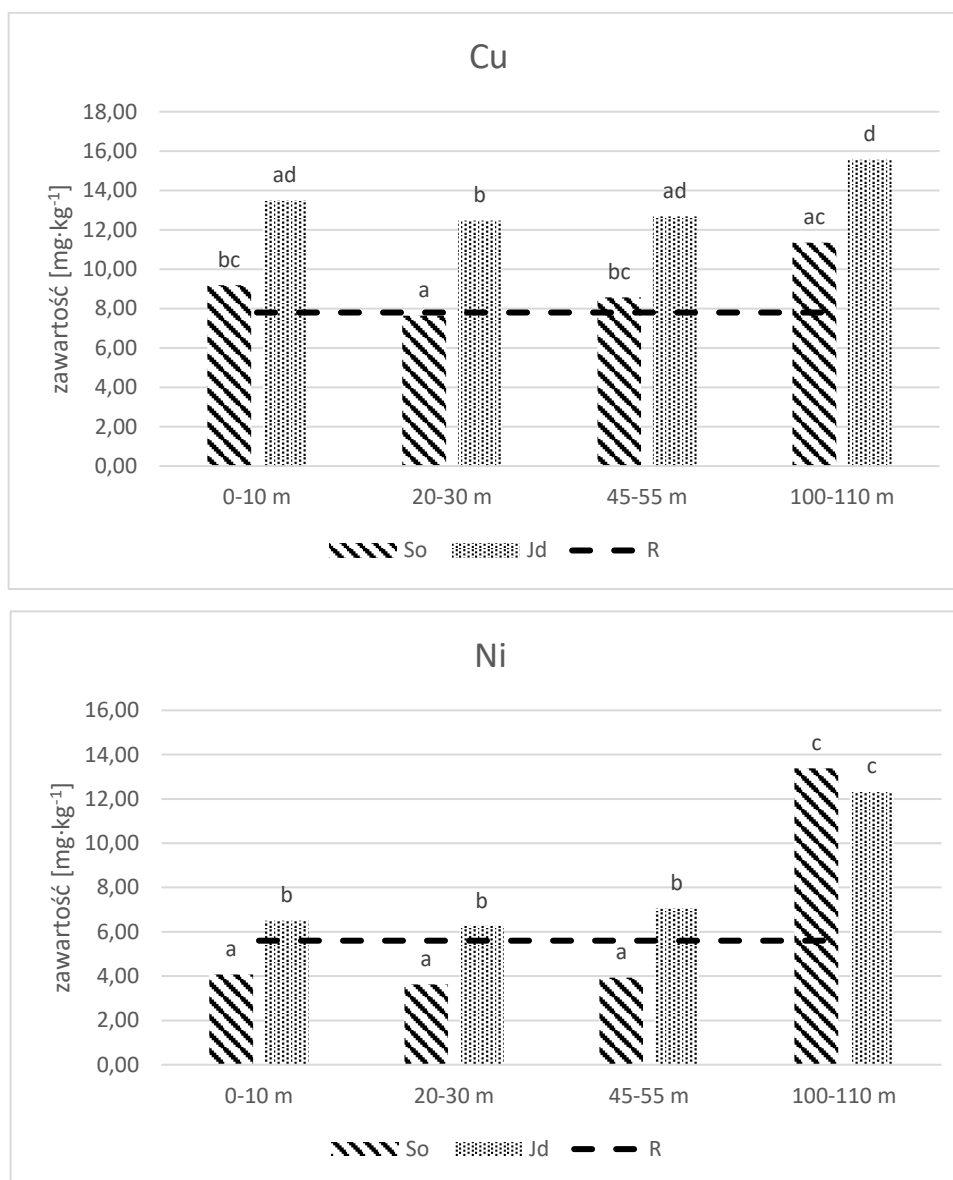 Cu
zawartość [mg·kg⁻¹]
18,00
16,00
14,00
12,00
10,00
8,00
6,00
4,00
2,00
0,00
bc
ad
a
b
bc
ad
ac
d
0-10 m
20-30 m
45-55 m
100-110 m
So
Jd
R
Ni
zawartość [mg·kg⁻¹]
16,00
14,00
12,00
10,00
8,00
6,00
4,00
2,00
0,00
a
b
a
b
a
b
c
c
0-10 m
20-30 m
45-55 m
100-110 m
So
Jd
R